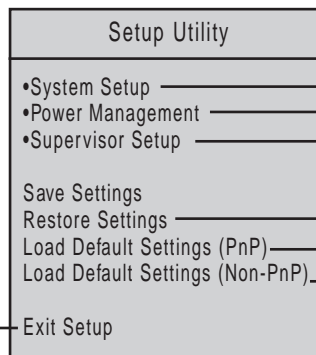 Setup Utility
•System Setup
•Power Management
•Supervisor Setup
Save Settings
Restore Settings
Load Default Settings (PnP)
Load Default Settings (Non-PnP)
Exit Setup